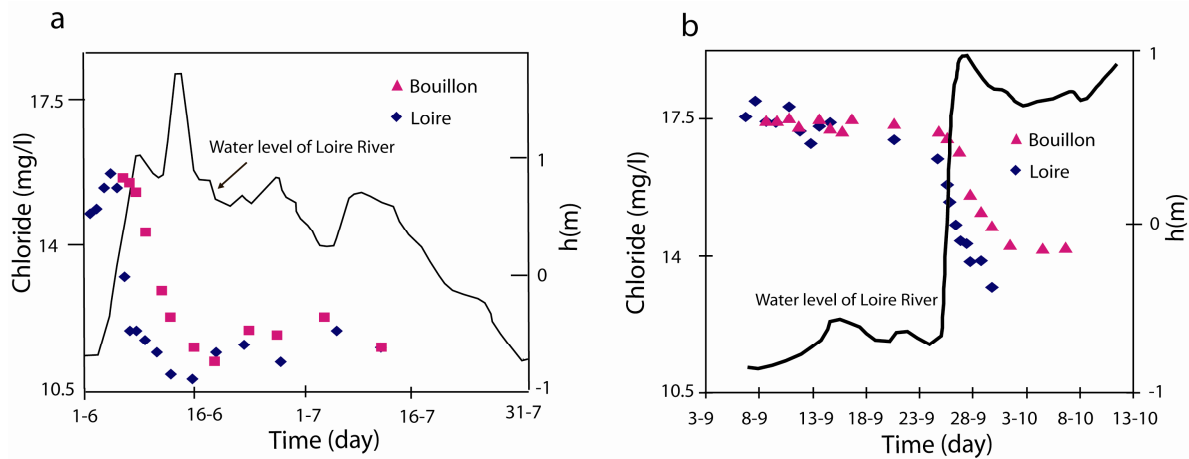 a
Chloride (mg/l)
17.5
14
10.5
Bouillon
Loire
Water level of Loire River
1
0
-1
h(m)
1-6
16-6
1-7
16-7
31-7
Time (day)
b
Chloride (mg/l)
17.5
14
10.5
Bouillon
Loire
Water level of Loire River
1
0
-1
h(m)
3-9
8-9
13-9
18-9
23-9
28-9
3-10
8-10
13-10
Time (day)